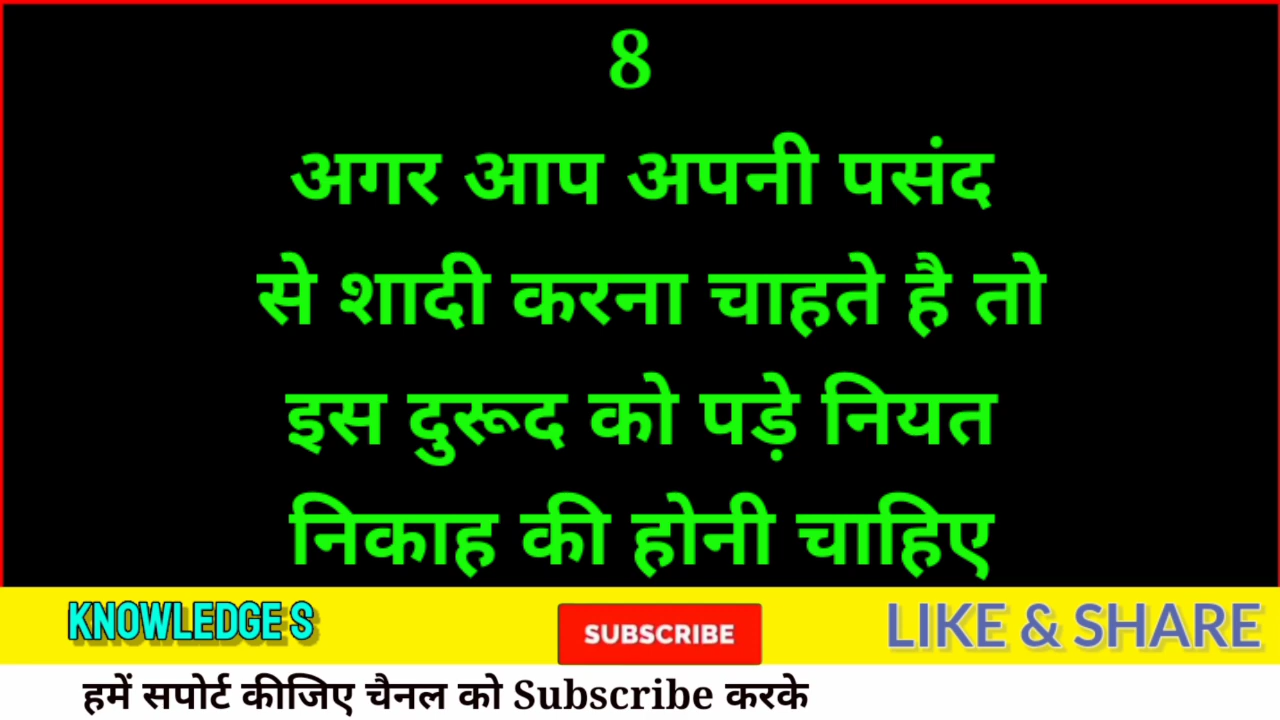 8
अगर आप अपनी पसंद
से शादी करना चाहते है तो
इस दुरूद को पड़े नियत
निकाह की होनी चाहिए
KNOWLEDGE S
SUBSCRIBE
LIKE & SHARE
हमें सपोर्ट कीजिए चैनल को Subscribe करके